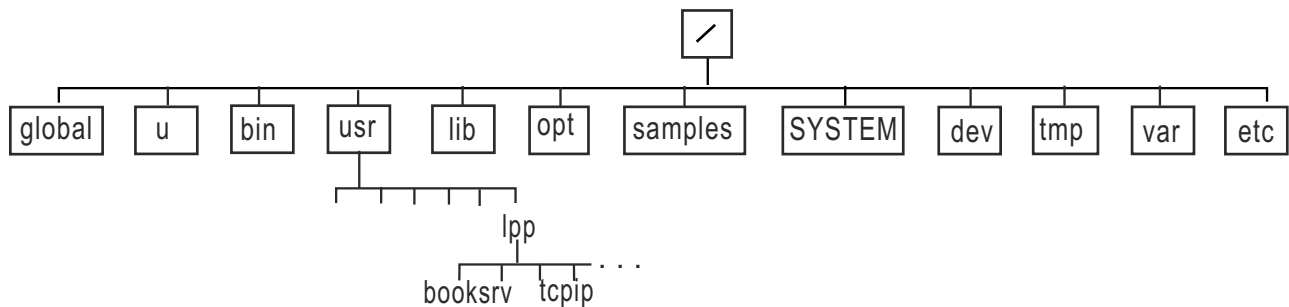 /
global u bin usr lib opt samples SYSTEM dev tmp var etc
lpp
. . .
booksrv tcpip